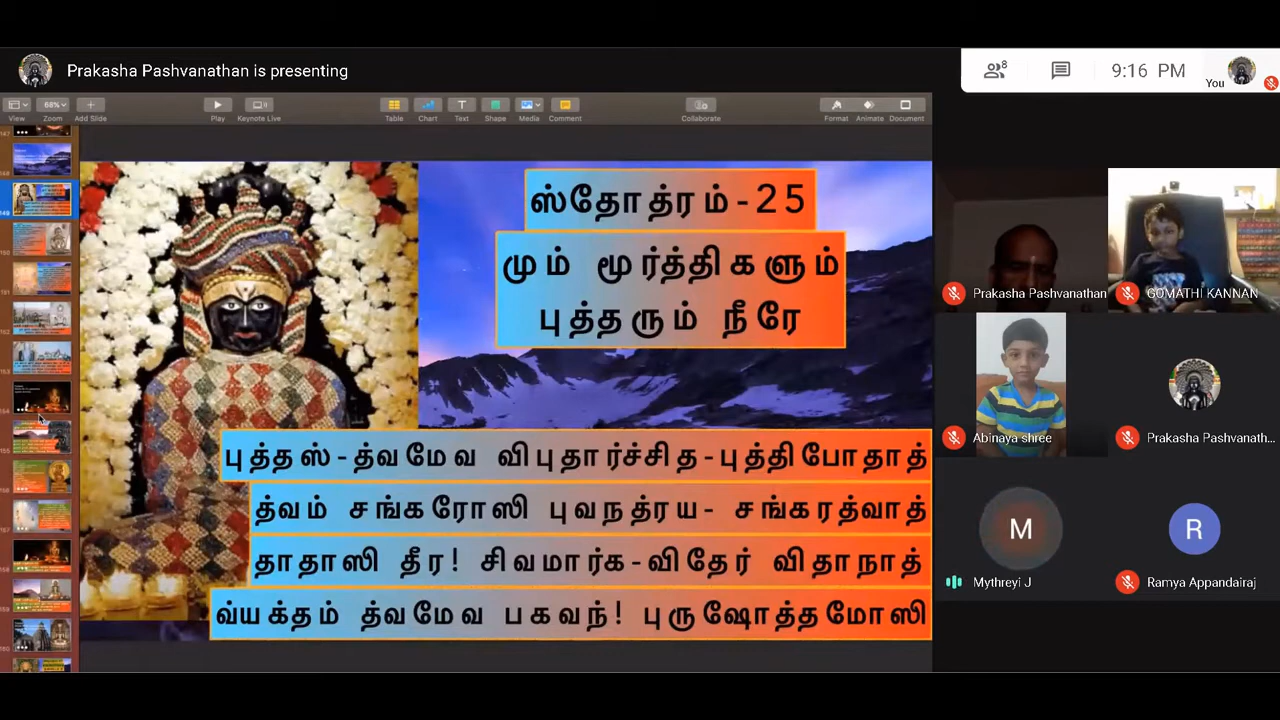 Prakasha Pashvanathan is presenting
8
9:16 PM
You
68%
View
Zoom
Add Slide
Play
Keynote Live
Table
Chart
Text
Shape
Media
Comment
Collaborate
Format
Animate
Document
ஸ்தோத்ரம்-25
மும் மூர்த்திகளும்
புத்தரும் நீரே
புத்தஸ்-த்வமேவ விபுதார்ச்சித-புத்திபோதாத்
த்வம் சங்கரோஸி புவநத்ரய- சங்கரத்வாத்
தாதாஸி தீர! சிவமார்க-விதேர் விதாநாத்
வ்யக்தம் த்வமேவ பகவந்! புருஷோத்தமோஸி
Prakasha Pashvanathan
GOMATHI KANNAN
Abinaya shree
Prakasha Pashvanath...
M
Mythreyi J
R
Ramya Appandairaj